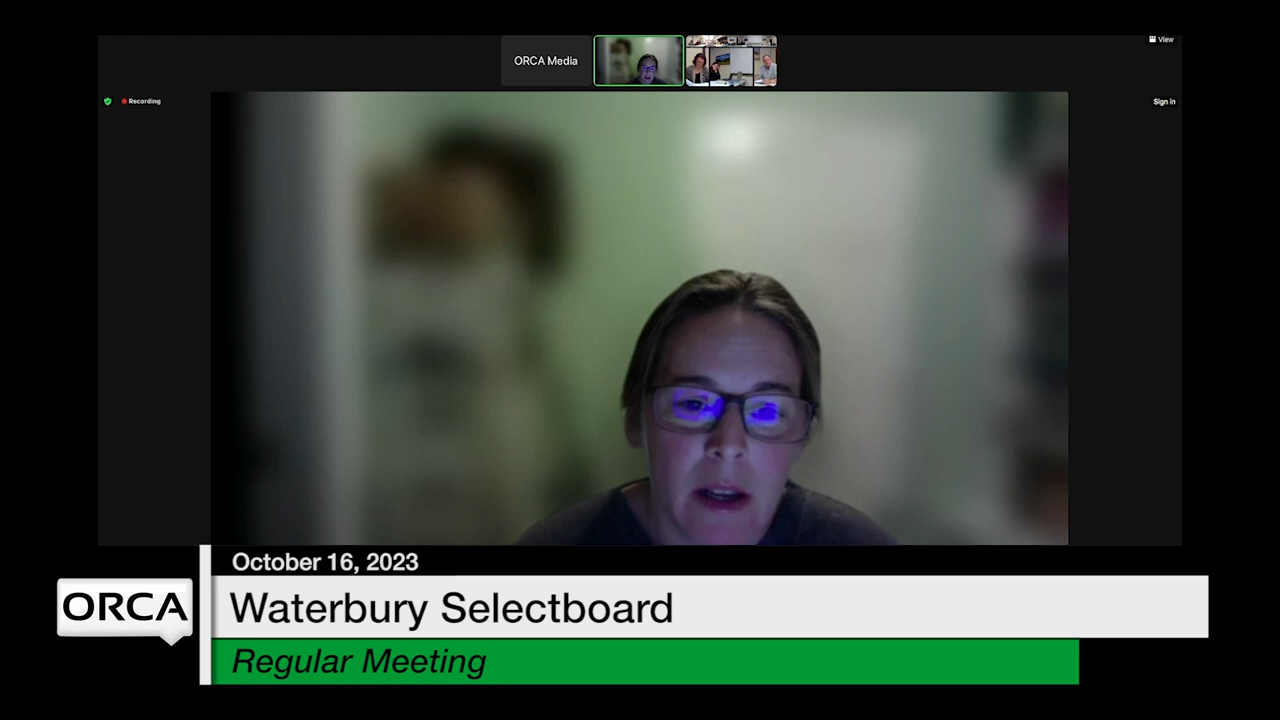 View
ORCA Media
Recording
Sign in
October 16, 2023
ORCA
Waterbury Selectboard
Regular Meeting